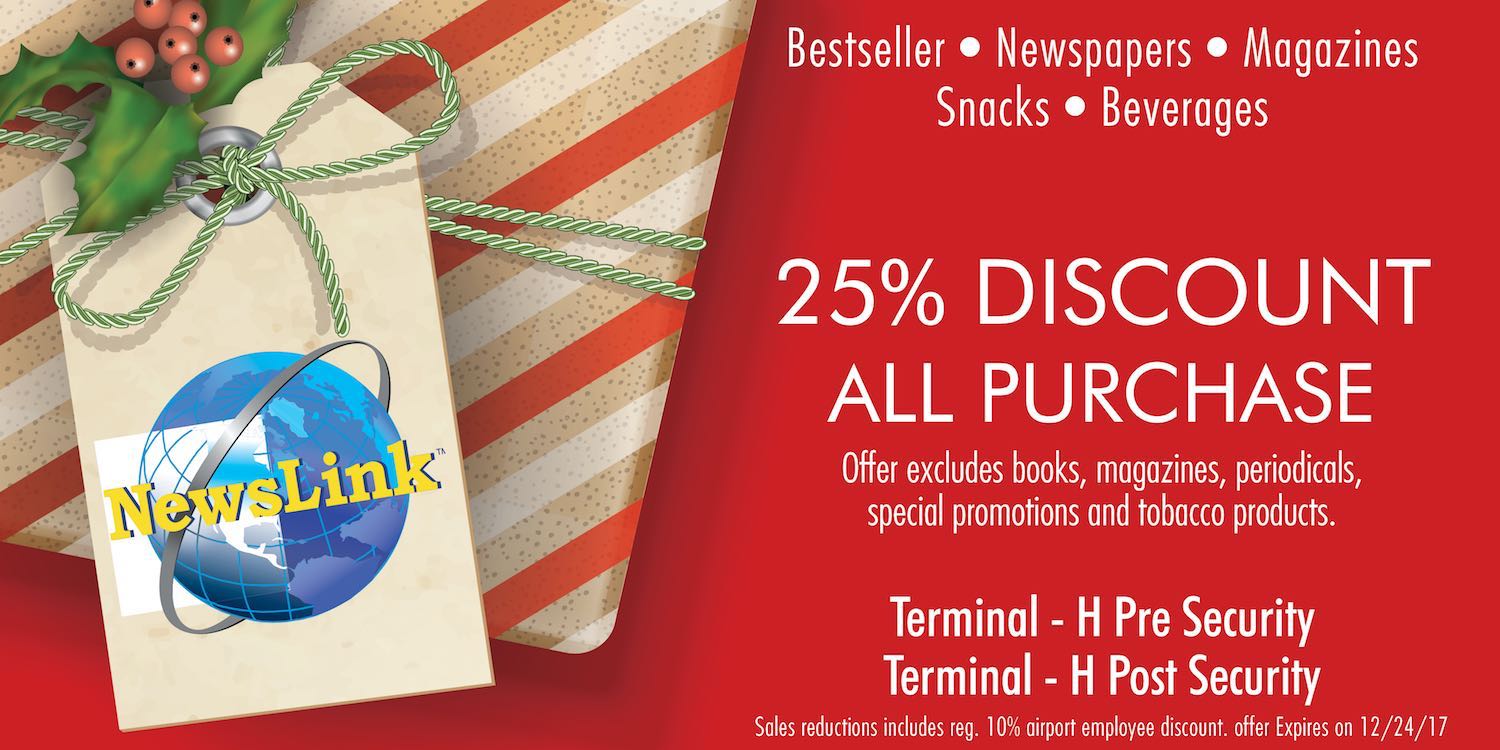 Bestseller • Newspapers • Magazines
Snacks • Beverages
25% DISCOUNT
ALL PURCHASE
Offer excludes books, magazines, periodicals,
special promotions and tobacco products.
Terminal - H Pre Security
Terminal - H Post Security
Sales reductions includes reg. 10% airport employee discount. offer Expires on 12/24/17
NewsLink™